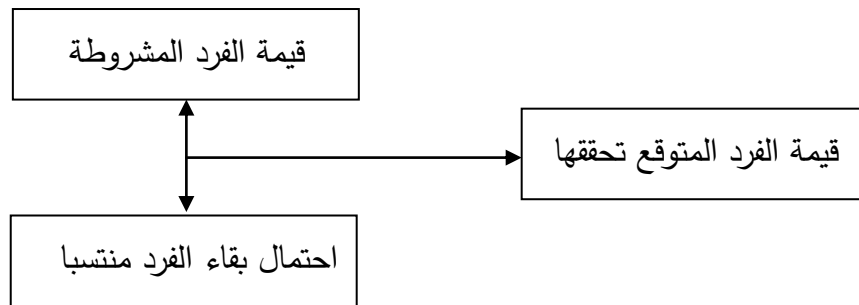 قيمة الفرد المشروطة
قيمة الفرد المتوقع تحققها
احتمال بقاء الفرد منتسبا